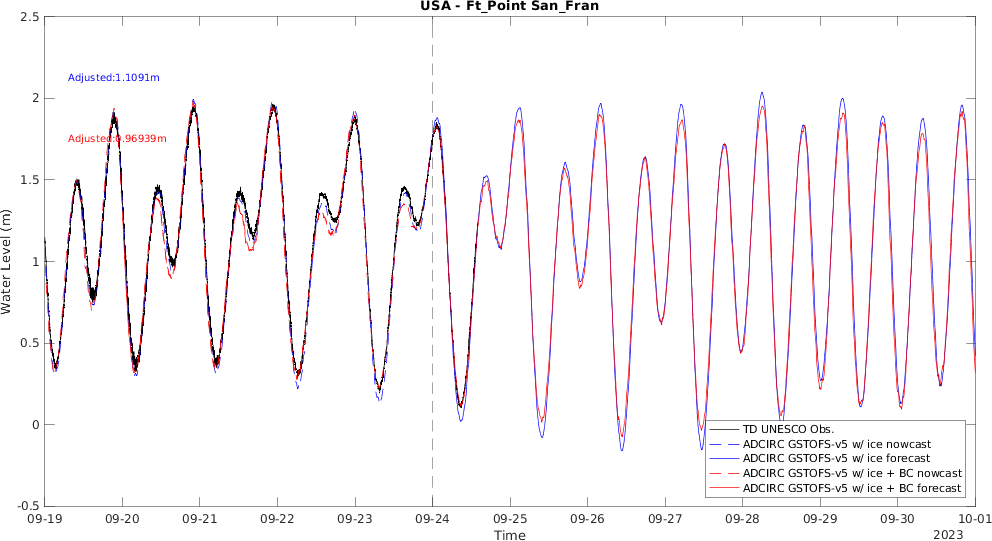 USA - Ft_Point San_Fran
2.5
2
1.5
1
0.5
0
-0.5
Water Level (m)
Adjusted:1.1091m
Adjusted:0.96939m
TD UNESCO Obs.
ADCIRC GSTOFS-v5 w/ ice nowcast
ADCIRC GSTOFS-v5 w/ ice forecast
ADCIRC GSTOFS-v5 w/ ice + BC nowcast
ADCIRC GSTOFS-v5 w/ ice + BC forecast
09-19 09-20 09-21 09-22 09-23 09-24 09-25 09-26 09-27 09-28 09-29 09-30 10-01
Time
2023